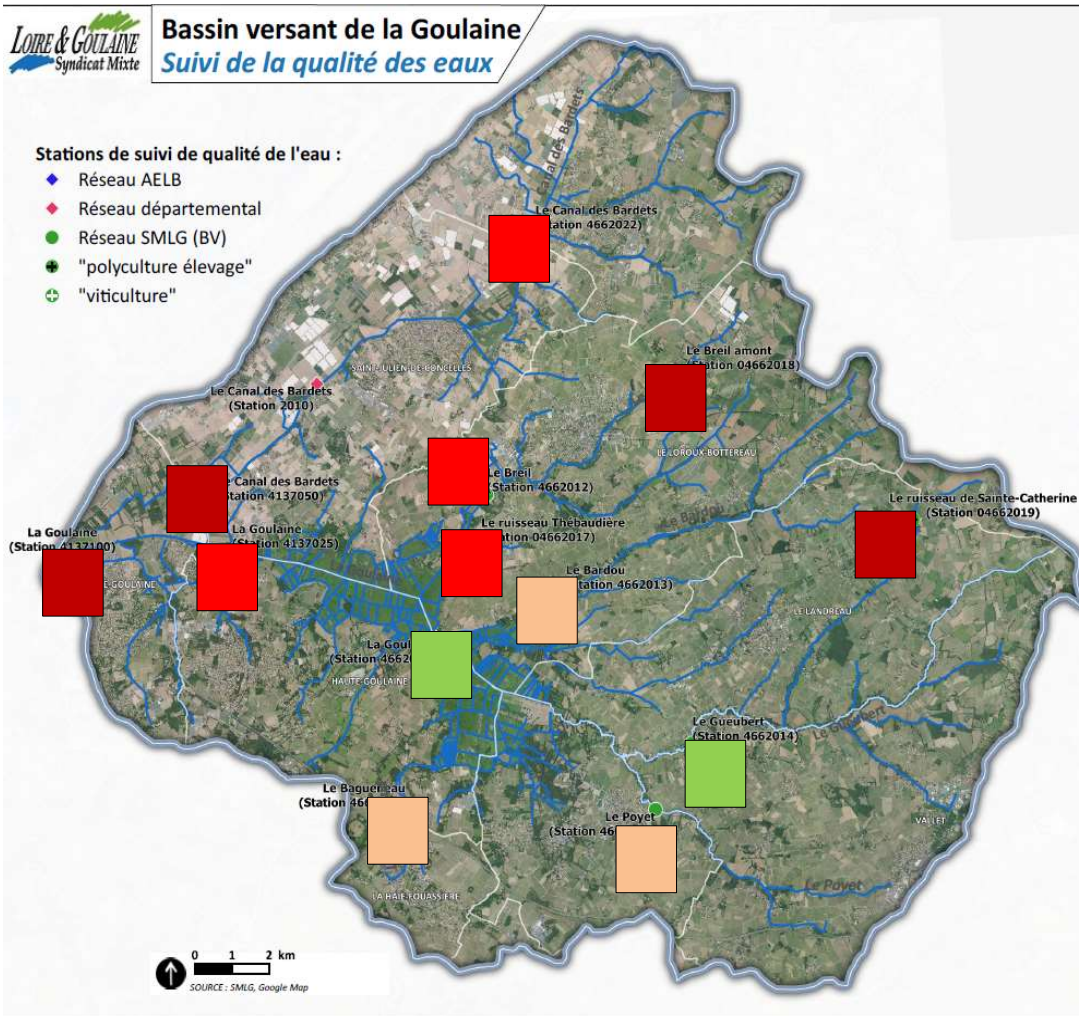 LOIRE & GOULAINE
Syndicat Mixte
Bassin versant de la Goulaine
Suivi de la qualité des eaux
Stations de suivi de qualité de l'eau :
Réseau AELB
Réseau départemental
Réseau SMLG (BV)
"polyculture élevage"
"viticulture"
Canal des Bardets
Le Canal des Bardets
(Station 4662022)
Le Breil amont
(Station 04662018)
SAINT-JULIEN-DE-CONCELLES
Le Canal des Bardets
(Station 2010)
LE LOROUX-BOTTEREAU
Le Canal des Bardets
(Station 4137050)
Le Breil
(Station 4662012)
Le ruisseau de Sainte-Catherine
(Station 04662019)
Le ruisseau Thébaudière
(Station 04662017)
La Goulaine
(Station 4137100)
La Goulaine
(Station 4137025)
Le Bardou
(Station 4662013)
LE LANDREAU
(Station
HAUTE-GOULAINE
Le Gueubert
(Station 4662014)
Le Gueubert
(Station
Le Poyet
(Station
VALLET
Le Poyet
LA HAIE-FOUASSIÈRE
0 1 2 km
SOURCE : SMLG, Google Map